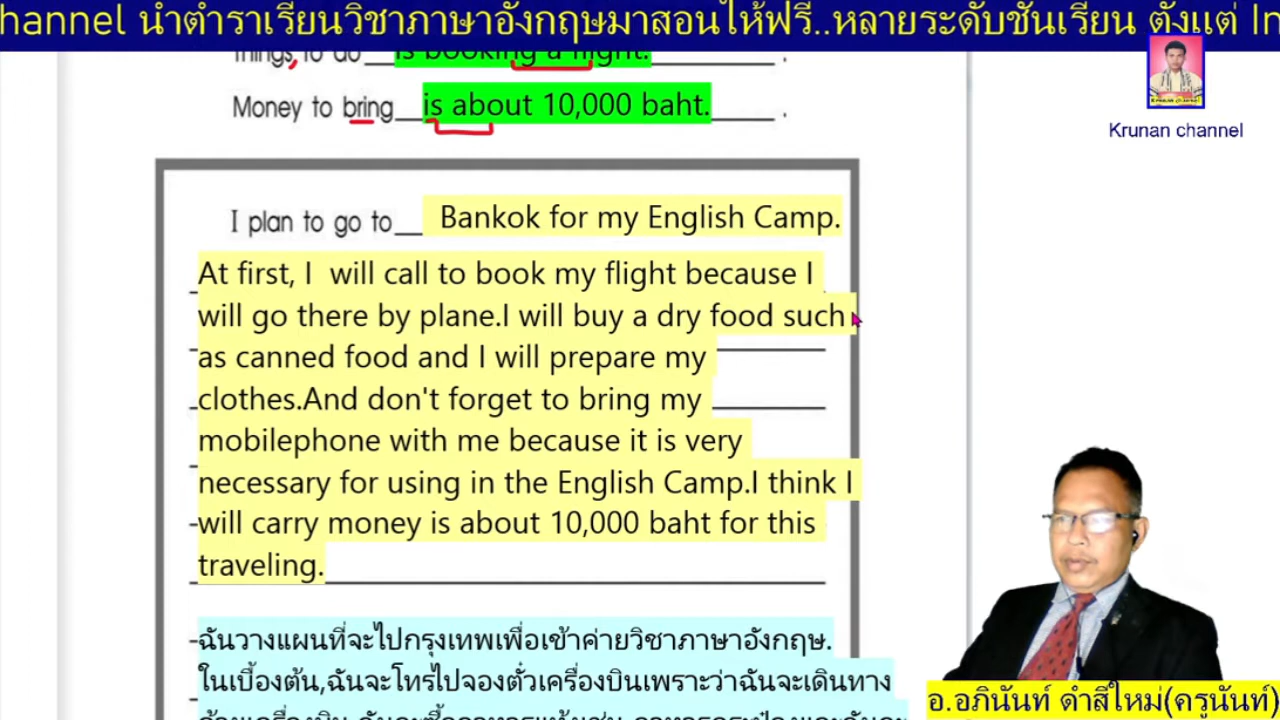 hannel นำตำราเรียนวิชาภาษาอังกฤษมาสอนให้ฟรี..หลายระดับชั้นเรียน ตั้งแต่ In
Things, to do is booking a flight.
Money to bring is about 10,000 baht.
Krunan channel
I plan to go to Bankok for my English Camp.
At first, I will call to book my flight because I
will go there by plane.I will buy a dry food such
as canned food and I will prepare my
clothes.And don't forget to bring my
mobilephone with me because it is very
necessary for using in the English Camp.I think I
will carry money is about 10,000 baht for this
traveling.
-ฉันวางแผนที่จะไปกรุงเทพเพื่อเข้าค่ายวิชาภาษาอังกฤษ.
ในเบื้องต้น,ฉันจะโทรไปจองตั๋วเครื่องบินเพราะว่าฉันจะเดินทาง
อ.อภินันท์ ดำสีใหม่(ครูนันท์)